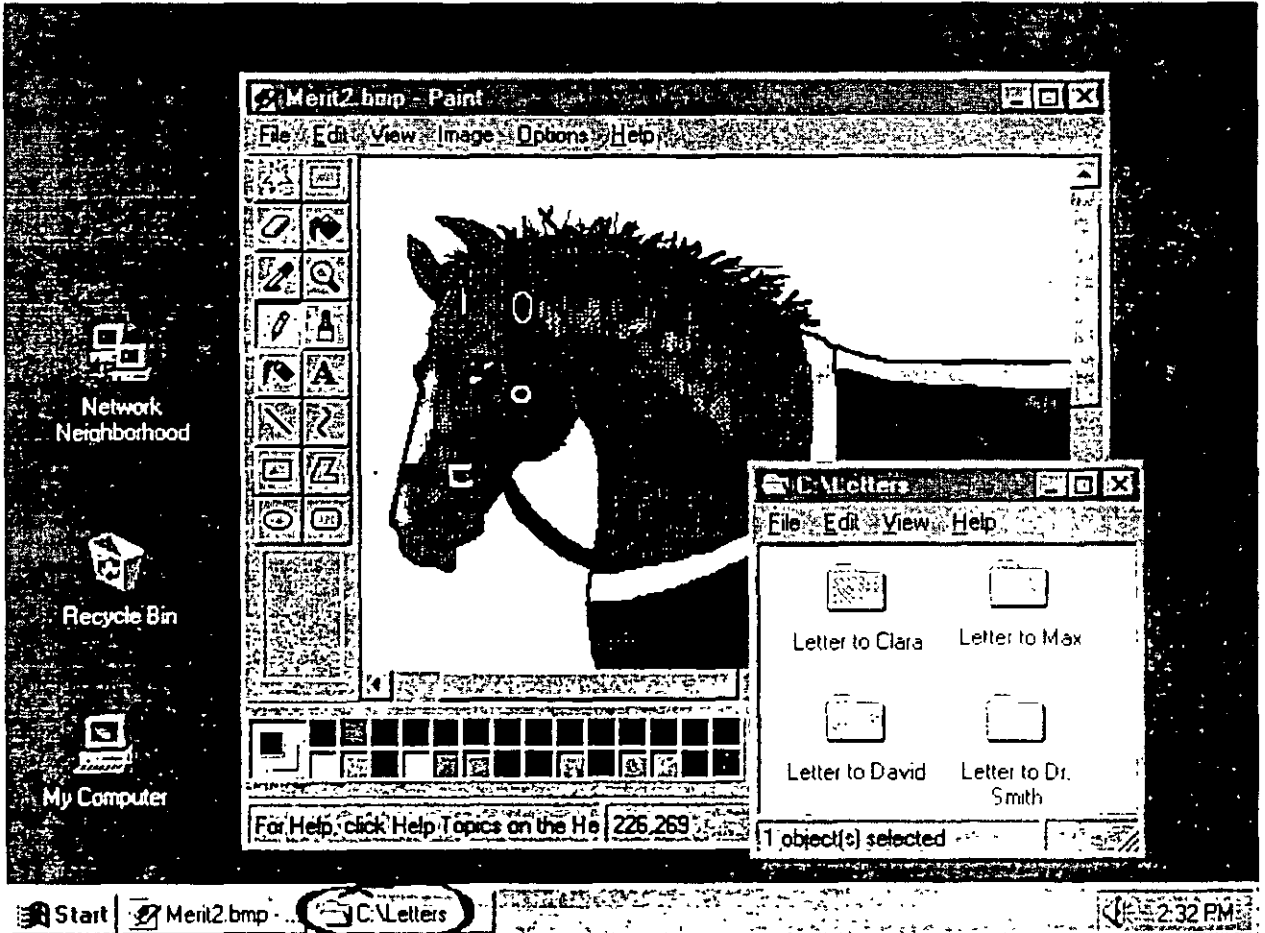 Merit2.bmp - Paint
File Edit View Image Options Help
A
Network
Neighborhood
Recycle Bin
My Computer
For Help, click Help Topics on the He
226,269
C:\Letters
File Edit View Help
Letter to Clara
Letter to Max
Letter to David
Letter to Dr.
Smith
1 object(s) selected
Start
Merit2.bmp - ...
C:\Letters
2:32 PM